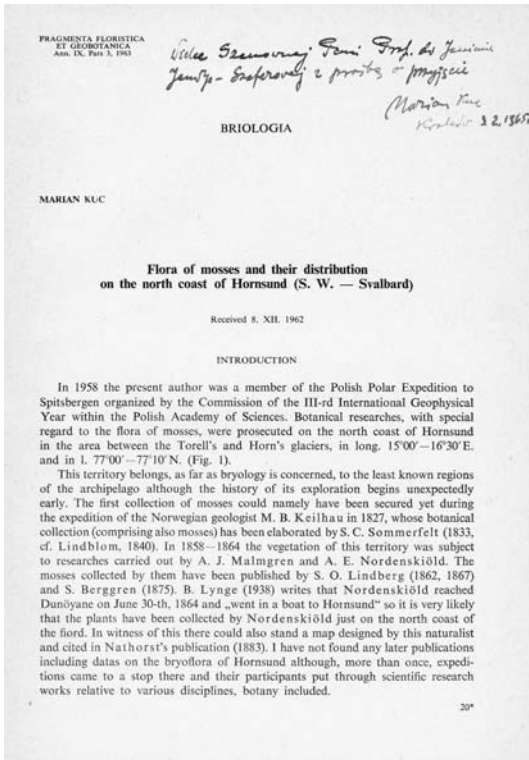 FRAGMENTA FLORISTICA
ET GEOBOTANICA
Ann. IX, Pars 3, 1963
Szanownej Pani Prof. dr Janinie
z prośbą o przyjęcie
Marian Kuc
2.2.1965
BRIOLOGIA
MARIAN KUC
Flora of mosses and their distribution
on the north coast of Hornsund (S. W. — Svalbard)
Received 8. XII. 1962
INTRODUCTION
In 1958 the present author was a member of the Polish Polar Expedition to
Spitsbergen organized by the Commission of the III-rd International Geophysical
Year within the Polish Academy of Sciences. Botanical researches, with special
regard to the flora of mosses, were prosecuted on the north coast of Hornsund
in the area between the Torell's and Horn's glaciers, in long. 15°00′—16°30′ E.
and in l. 77°00′—77°10′ N. (Fig. 1).
This territory belongs, as far as bryology is concerned, to the least known regions
of the archipelago although the history of its exploration begins unexpectedly
early. The first collection of mosses could namely have been secured yet during
the expedition of the Norwegian geologist M. B. Keilhau in 1827, whose botanical
collection (comprising also mosses) has been elaborated by S. C. Sommerfelt (1833,
cf. Lindblom, 1840). In 1858—1864 the vegetation of this territory was subject
to researches carried out by A. J. Malmgren and A. E. Nordenskiöld. The
mosses collected by them have been published by S. O. Lindberg (1862, 1867)
and S. Berggren (1875). B. Lynge (1938) writes that Nordenskiöld reached
Dunöyane on June 30-th, 1864 and „went in a boat to Hornsund" so it is very likely
that the plants have been collected by Nordenskiöld just on the north coast of
the fiord. In witness of this there could also stand a map designed by this naturalist
and cited in Nathorst's publication (1883). I have not found any later publications
including datas on the bryoflora of Hornsund although, more than once, expedi-
tions came to a stop there and their participants put through scientific research
works relative to various disciplines, botany included.
20*